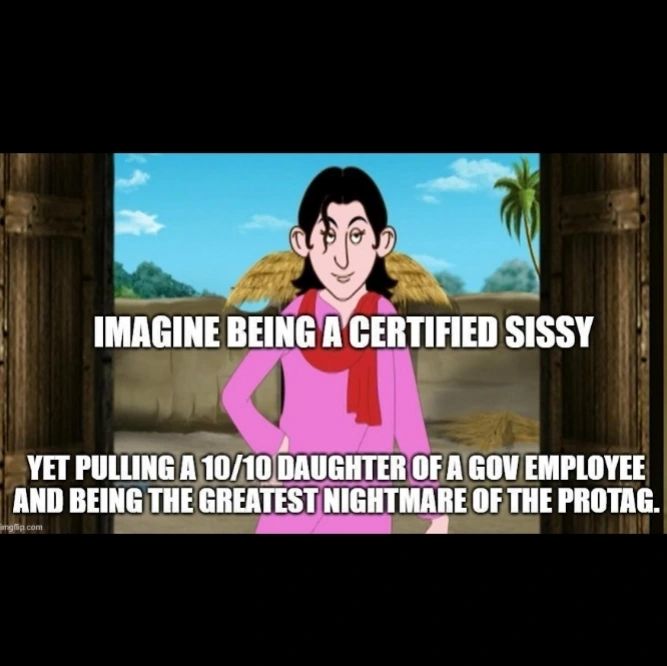 IMAGINE BEING A CERTIFIED SISSY
YET PULLING A 10/10 DAUGHTER OF A GOV EMPLOYEE
AND BEING THE GREATEST NIGHTMARE OF THE PROTAG.
imgflip.com